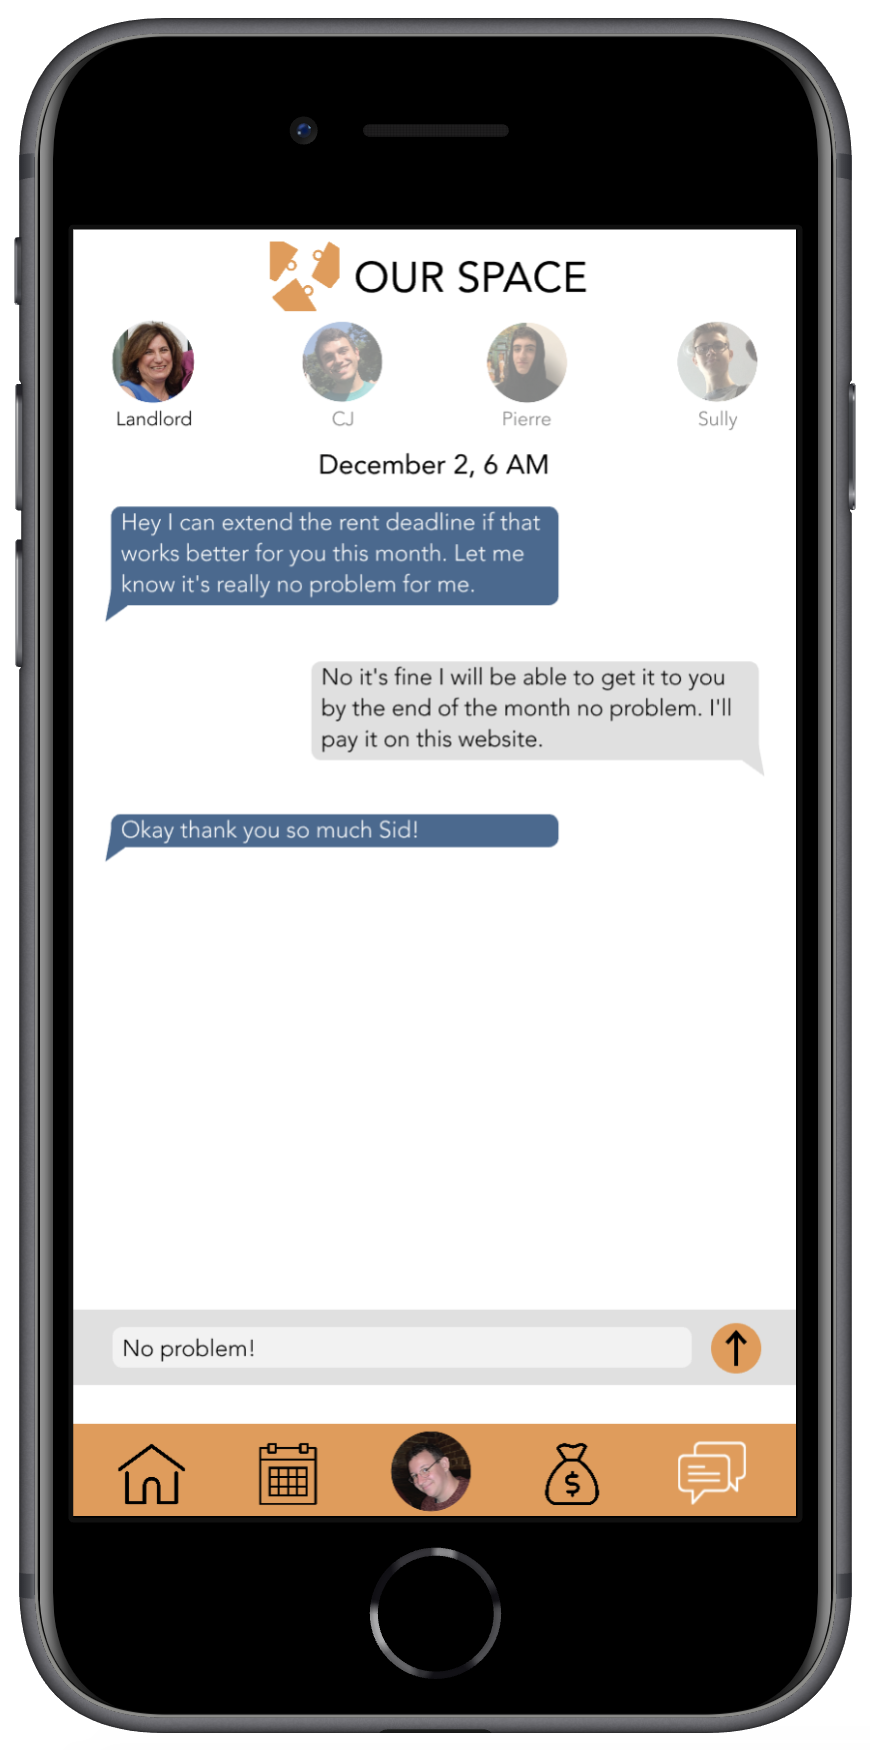 OUR SPACE
Landlord
CJ
Pierre
Sully
December 2, 6 AM
Hey I can extend the rent deadline if that
works better for you this month. Let me
know it's really no problem for me.
No it's fine I will be able to get it to you
by the end of the month no problem. I'll
pay it on this website.
Okay thank you so much Sid!
No problem!
$